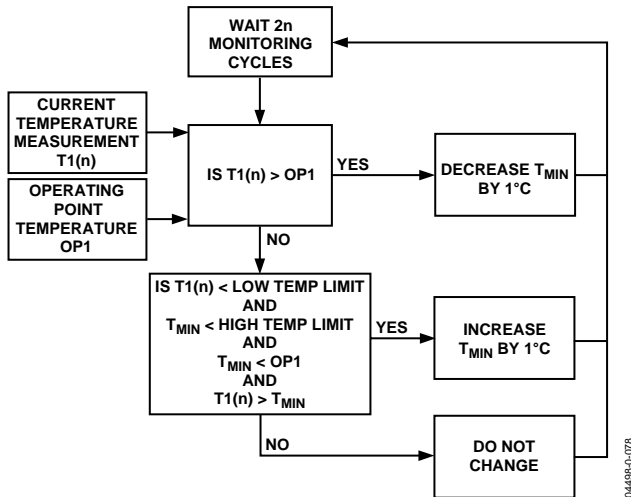 WAIT 2n
MONITORING
CYCLES
CURRENT
TEMPERATURE
MEASUREMENT
T1(n)
OPERATING
POINT
TEMPERATURE
OP1
IS T1(n) > OP1
YES
DECREASE TMIN
BY 1°C
NO
IS T1(n) < LOW TEMP LIMIT
AND
TMIN < HIGH TEMP LIMIT
AND
TMIN < OP1
AND
T1(n) > TMIN
YES
INCREASE
TMIN BY 1°C
NO
DO NOT
CHANGE
04498-0-078